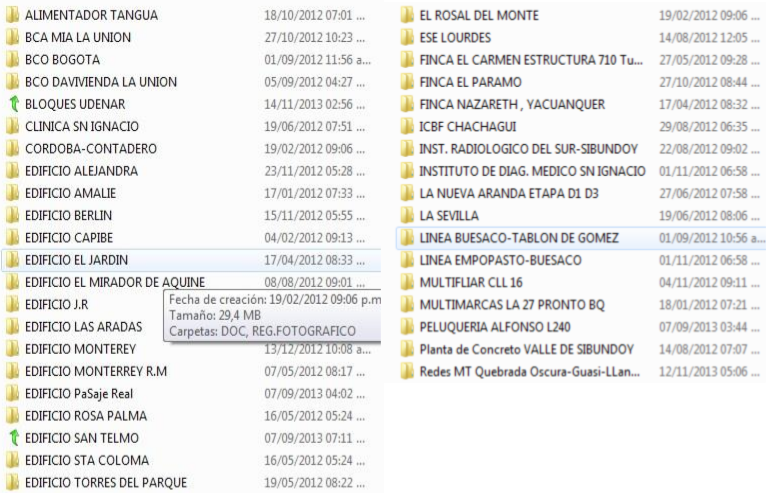 ALIMENTADOR TANGUA 18/10/2012 07:01 ...
BCA MIA LA UNION 27/10/2012 10:23 ...
BCO BOGOTA 01/09/2012 11:56 a...
BCO DAVIVIENDA LA UNION 05/09/2012 04:27 ...
BLOQUES UDENAR 14/11/2013 02:56 ...
CLINICA SN IGNACIO 19/06/2012 07:51 ...
CORDOBA-CONTADERO 19/02/2012 09:06 ...
EDIFICIO ALEJANDRA 23/11/2012 05:28 ...
EDIFICIO AMALIE 17/01/2012 07:33 ...
EDIFICIO BERLIN 15/11/2012 05:55 ...
EDIFICIO CAPIBE 04/02/2012 09:13 ...
EDIFICIO EL JARDIN 17/04/2012 08:33 ...
EDIFICIO EL MIRADOR DE AQUINE 08/08/2012 09:01 ...
EDIFICIO J.R
EDIFICIO LAS ARADAS
EDIFICIO MONTEREY 13/12/2012 10:08 a...
EDIFICIO MONTERREY R.M 07/05/2012 08:17 ...
EDIFICIO PaSaje Real 07/09/2013 04:02 ...
EDIFICIO ROSA PALMA 16/05/2012 05:24 ...
EDIFICIO SAN TELMO 07/09/2013 07:11 ...
EDIFICIO STA COLOMA 16/05/2012 05:24 ...
EDIFICIO TORRES DEL PARQUE 19/05/2012 08:22 ...
Fecha de creación: 19/02/2012 09:06 p.m
Tamaño: 29,4 MB
Carpetas: DOC, REG.FOTOGRAFICO
EL ROSAL DEL MONTE 19/02/2012 09:06 ...
ESE LOURDES 14/08/2012 12:05 ...
FINCA EL CARMEN ESTRUCTURA 710 Tu... 27/05/2012 09:28 ...
FINCA EL PARAMO 27/10/2012 08:44 ...
FINCA NAZARETH , YACUANQUER 17/04/2012 08:32 ...
ICBF CHACHAGUI 29/08/2012 06:35 ...
INST. RADIOLOGICO DEL SUR-SIBUNDOY 22/08/2012 09:02 ...
INSTITUTO DE DIAG. MEDICO SN IGNACIO 01/11/2012 06:58 ...
LA NUEVA ARANDA ETAPA D1 D3 27/06/2012 07:58 ...
LA SEVILLA 19/06/2012 08:06 ...
LINEA BUESACO-TABLON DE GOMEZ 01/09/2012 10:56 a...
LINEA EMPOPASTO-BUESACO 01/11/2012 06:58 ...
MULTIFLIAR CLL 16 04/11/2012 09:11 ...
MULTIMARCAS LA 27 PRONTO BQ 18/01/2012 07:21 ...
PELUQUERIA ALFONSO L240 07/09/2013 03:44 ...
Planta de Concreto VALLE DE SIBUNDOY 14/08/2012 07:07 ...
Redes MT Quebrada Oscura-Guasi-LLan... 12/11/2013 05:06 ...